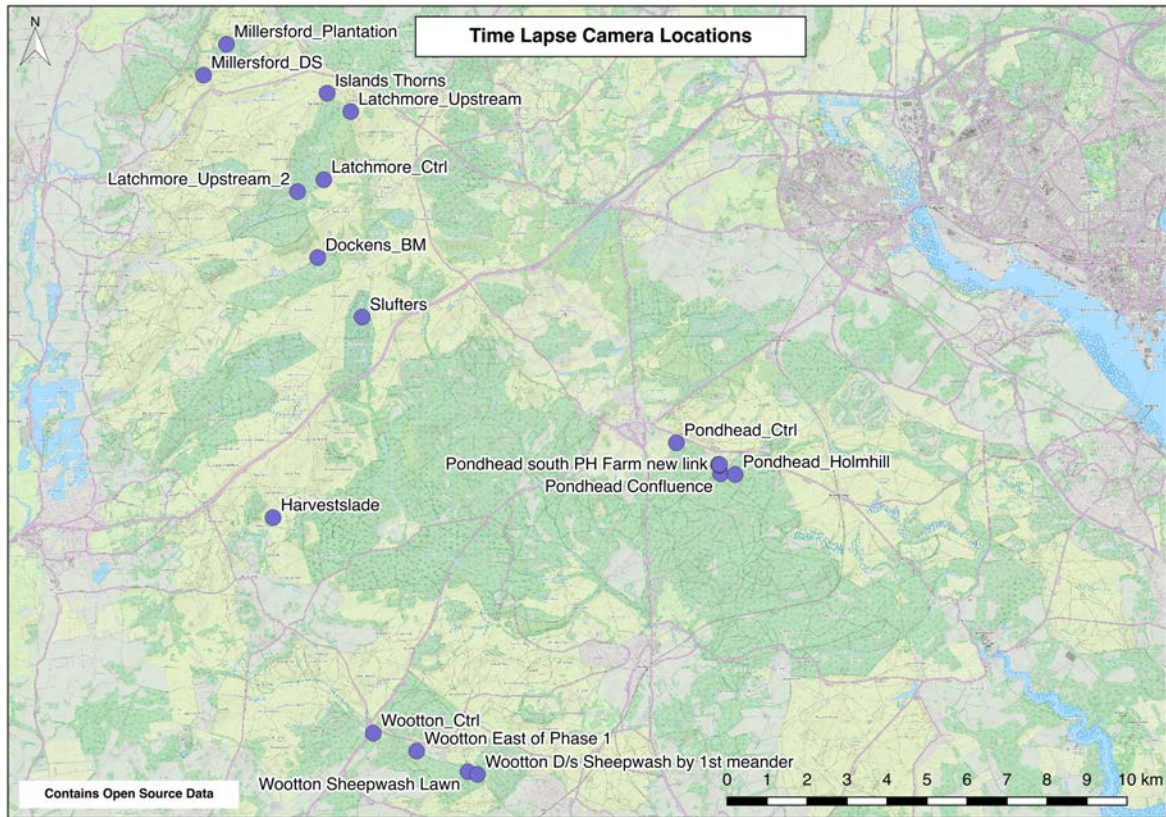 N
Time Lapse Camera Locations
Millersford_Plantation
Millersford_DS
Islands Thorns
Latchmore_Upstream
Latchmore_Ctrl
Latchmore_Upstream_2
Dockens_BM
Slufters
Pondhead_Ctrl
Pondhead south PH Farm new link
Pondhead_Holmhill
Pondhead Confluence
Harvestslade
Wootton_Ctrl
Wootton East of Phase 1
Wootton D/s Sheepwash by 1st meander
Wootton Sheepwash Lawn
Contains Open Source Data
0 1 2 3 4 5 6 7 8 9 10 km